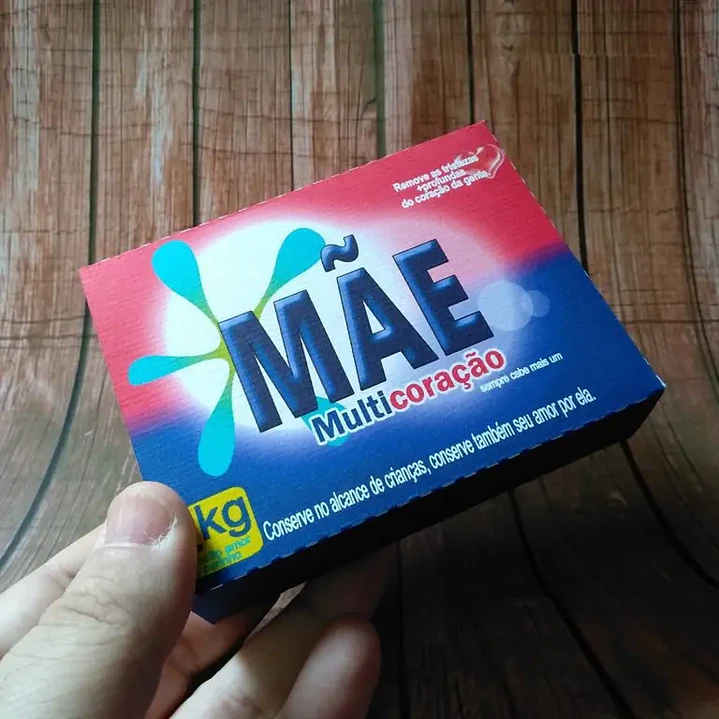 Remove as tristezas
+profundas
do coração da gente.
MÃE
Multicoração
sempre cabe mais um
Conserve no alcance de crianças, conserve também seu amor por ela.
kg
amor